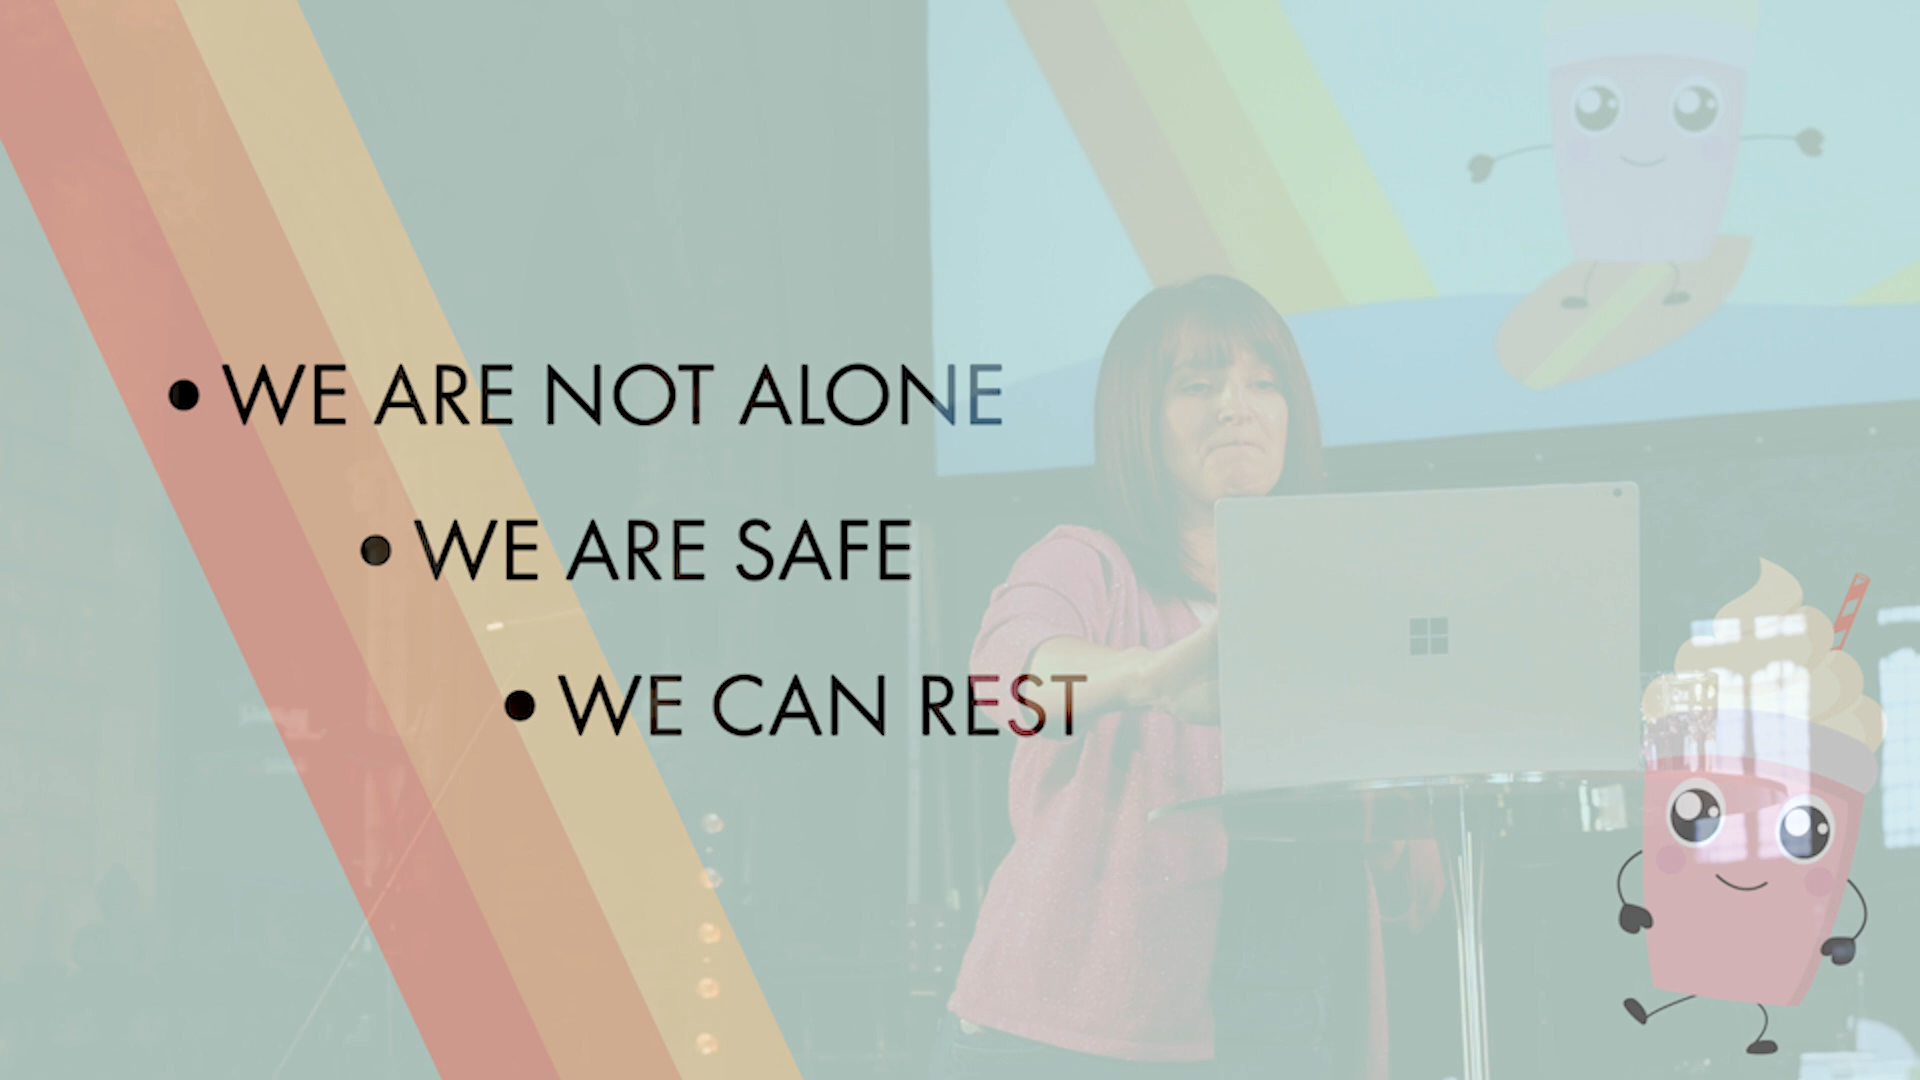 • WE ARE NOT ALONE
• WE ARE SAFE
• WE CAN REST